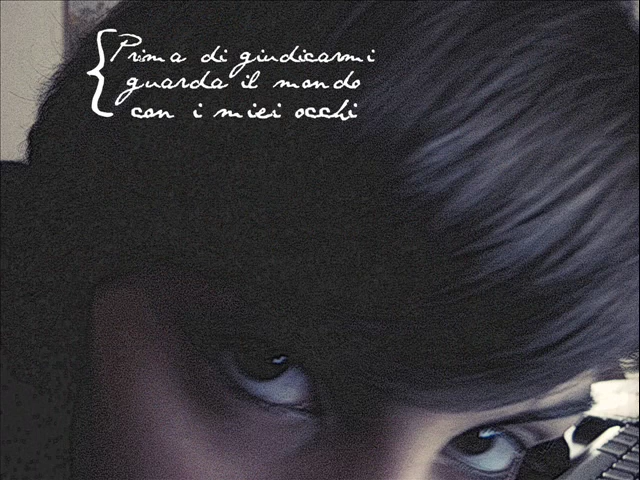 {Prima di giudicarmi
guarda il mondo
con i miei occhi